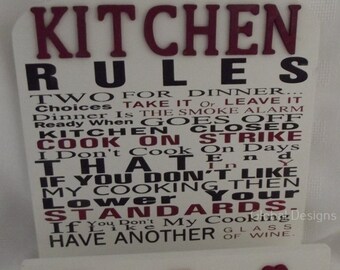 KITCHEN
RULES
TWO FOR DINNER...
Choices TAKE IT Or LEAVE IT
Dinner Is THE SMOKE ALARM
Ready When GOES OFF
KITCHEN CLOSED
COOK ON STRIKE
I Don't Cook On Days
THAT End In Y
IF YOU DON'T LIKE
MY COOKING THEN
Lower Your
STANDARDS.
If You Don't Like My Cooking
HAVE ANOTHER GLASS OF WINE.
Designs